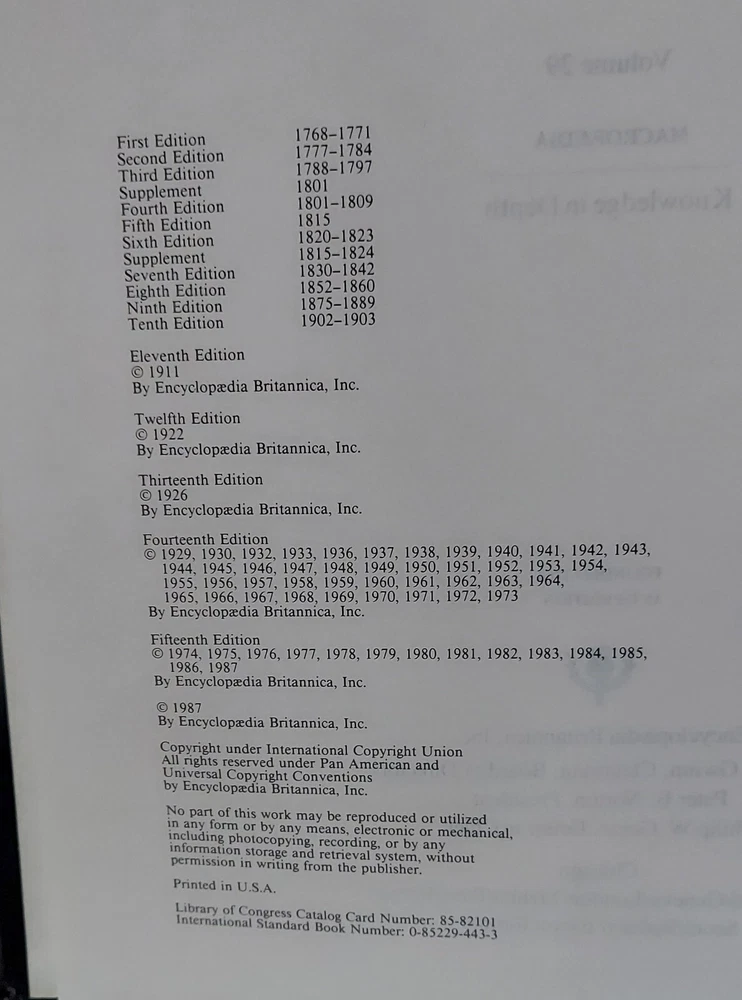 First Edition 1768–1771
Second Edition 1777–1784
Third Edition 1788–1797
Supplement 1801
Fourth Edition 1801–1809
Fifth Edition 1815
Sixth Edition 1820–1823
Supplement 1815–1824
Seventh Edition 1830–1842
Eighth Edition 1852–1860
Ninth Edition 1875–1889
Tenth Edition 1902–1903
Eleventh Edition
© 1911
By Encyclopædia Britannica, Inc.
Twelfth Edition
© 1922
By Encyclopædia Britannica, Inc.
Thirteenth Edition
© 1926
By Encyclopædia Britannica, Inc.
Fourteenth Edition
© 1929, 1930, 1932, 1933, 1936, 1937, 1938, 1939, 1940, 1941, 1942, 1943,
1944, 1945, 1946, 1947, 1948, 1949, 1950, 1951, 1952, 1953, 1954,
1955, 1956, 1957, 1958, 1959, 1960, 1961, 1962, 1963, 1964,
1965, 1966, 1967, 1968, 1969, 1970, 1971, 1972, 1973
By Encyclopædia Britannica, Inc.
Fifteenth Edition
© 1974, 1975, 1976, 1977, 1978, 1979, 1980, 1981, 1982, 1983, 1984, 1985,
1986, 1987
By Encyclopædia Britannica, Inc.
© 1987
By Encyclopædia Britannica, Inc.
Copyright under International Copyright Union
All rights reserved under Pan American and
Universal Copyright Conventions
by Encyclopædia Britannica, Inc.
No part of this work may be reproduced or utilized
in any form or by any means, electronic or mechanical,
including photocopying, recording, or by any
information storage and retrieval system, without
permission in writing from the publisher.
Printed in U.S.A.
Library of Congress Catalog Card Number: 85-82101
International Standard Book Number: 0-85229-443-3